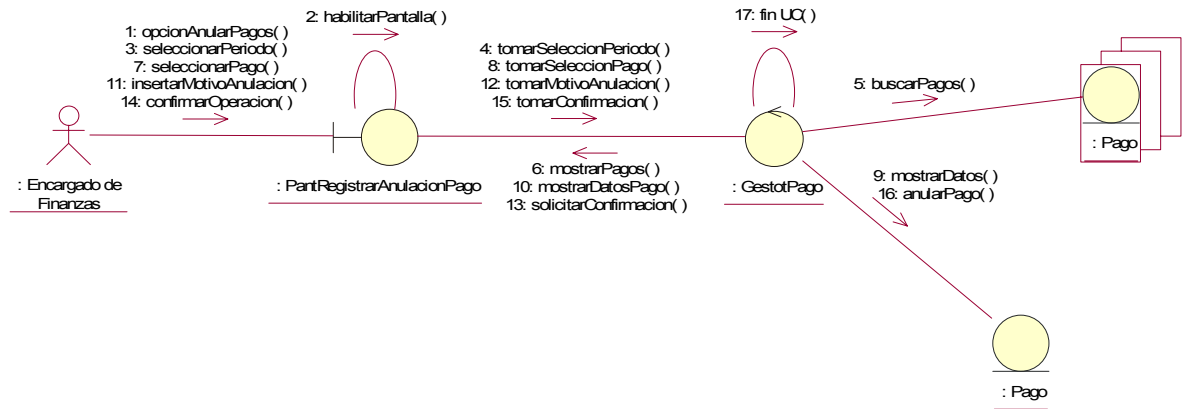 1: opcionAnularPagos( )
3: seleccionarPeriodo( )
7: seleccionarPago( )
11: insertarMotivoAnulacion( )
14: confirmarOperacion( )
2: habilitarPantalla( )
4: tomarSeleccionPeriodo( )
8: tomarSeleccionPago( )
12: tomarMotivoAnulacion( )
15: tomarConfirmacion( )
17: fin UC( )
5: buscarPagos( )
: Encargado de
Finanzas
: PantRegistrarAnulacionPago
6: mostrarPagos( )
10: mostrarDatosPago( )
13: solicitarConfirmacion( )
: GestotPago
: Pago
9: mostrarDatos( )
16: anularPago( )
: Pago